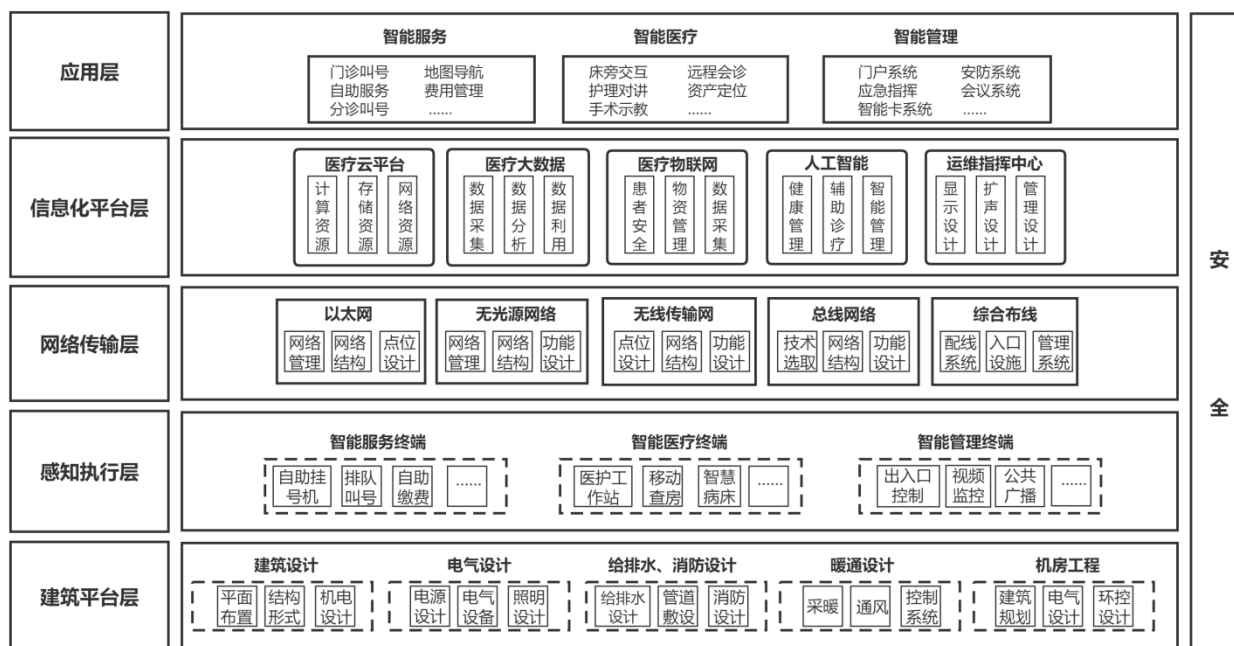 应用层
智能服务
门诊叫号 地图导航
自助服务 费用管理
分诊叫号 ......
智能医疗
床旁交互 远程会诊
护理对讲 资产定位
手术示教 ......
智能管理
门户系统 安防系统
应急指挥 会议系统
智能卡系统 ......
信息化平台层
医疗云平台
计算资源
存储资源
网络资源
医疗大数据
数据采集
数据分析
数据利用
医疗物联网
患者安全
物资管理
数据采集
人工智能
健康管理
辅助诊疗
智能管理
运维指挥中心
显示设计
扩声设计
管理设计
网络传输层
以太网
网络管理
网络结构
点位设计
无光源网络
网络管理
网络结构
功能设计
无线传输网
点位设计
网络结构
功能设计
总线网络
技术选取
网络结构
功能设计
综合布线
配线系统
入口设施
管理系统
感知执行层
智能服务终端
自助挂号机
排队叫号
自助缴费
......
智能医疗终端
医护工作站
移动查房
智慧病床
......
智能管理终端
出入口控制
视频监控
公共广播
......
建筑平台层
建筑设计
平面布置
结构形式
机电设计
电气设计
电源设计
电气设备
照明设计
给排水、消防设计
给排水设计
管道敷设
消防设计
暖通设计
采暖
通风
控制系统
机房工程
建筑规划
电气设计
环控设计
安全